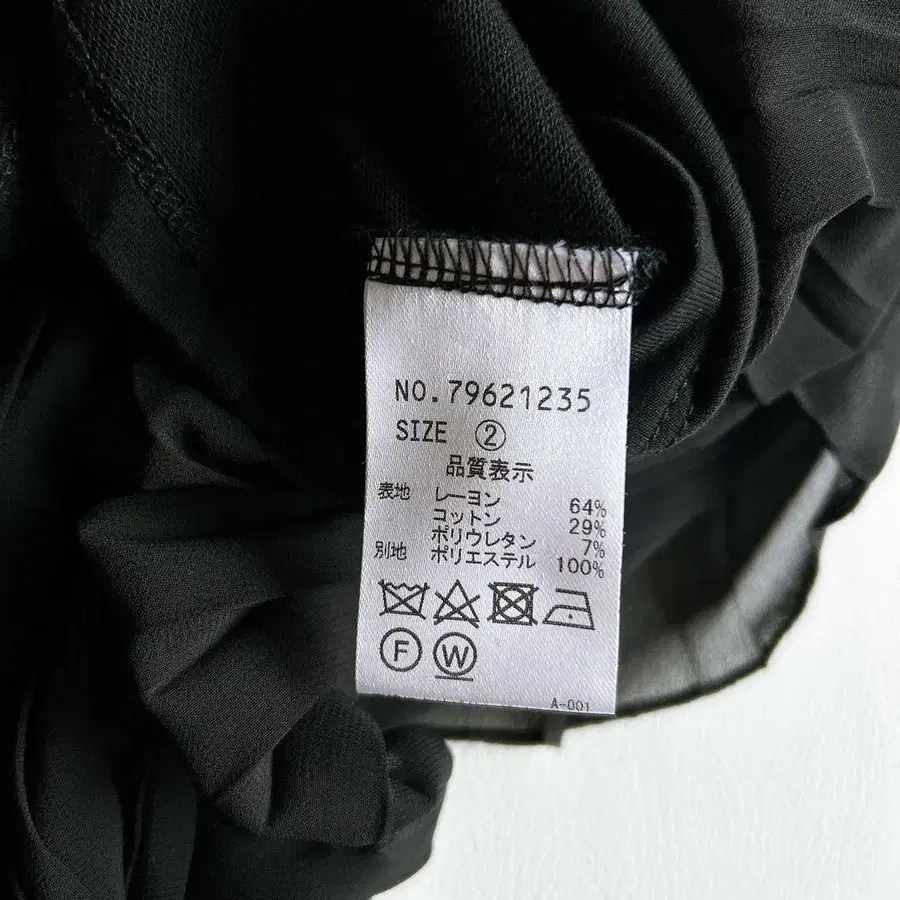 NO.79621235
SIZE ②
品質表示
表地 レーヨン 64%
コットン 29%
ポリウレタン 7%
別地 ポリエステル 100%
F W
A-001